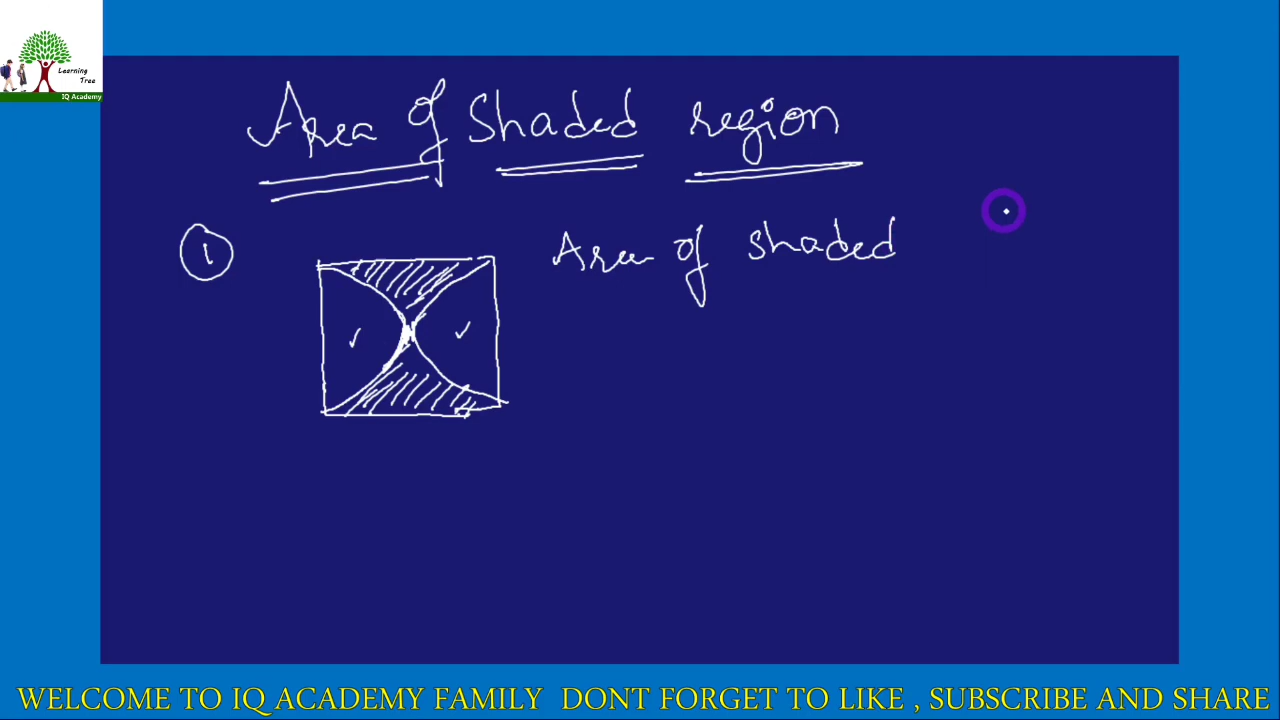 Learning
Tree
IQ Academy
Area of Shaded region
1
Area of shaded
WELCOME TO IQ ACADEMY FAMILY DONT FORGET TO LIKE , SUBSCRIBE AND SHARE